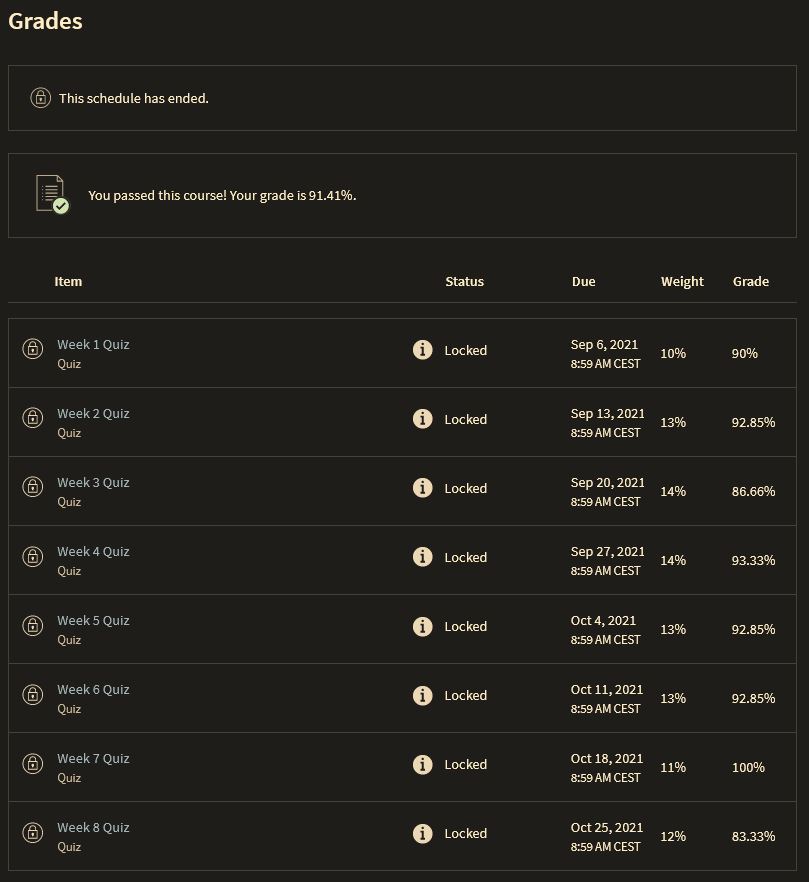 Grades
This schedule has ended.
You passed this course! Your grade is 91.41%.
Item Status Due Weight Grade
Week 1 Quiz
Quiz
Locked
Sep 6, 2021
8:59 AM CEST
10%
90%
Week 2 Quiz
Quiz
Locked
Sep 13, 2021
8:59 AM CEST
13%
92.85%
Week 3 Quiz
Quiz
Locked
Sep 20, 2021
8:59 AM CEST
14%
86.66%
Week 4 Quiz
Quiz
Locked
Sep 27, 2021
8:59 AM CEST
14%
93.33%
Week 5 Quiz
Quiz
Locked
Oct 4, 2021
8:59 AM CEST
13%
92.85%
Week 6 Quiz
Quiz
Locked
Oct 11, 2021
8:59 AM CEST
13%
92.85%
Week 7 Quiz
Quiz
Locked
Oct 18, 2021
8:59 AM CEST
11%
100%
Week 8 Quiz
Quiz
Locked
Oct 25, 2021
8:59 AM CEST
12%
83.33%